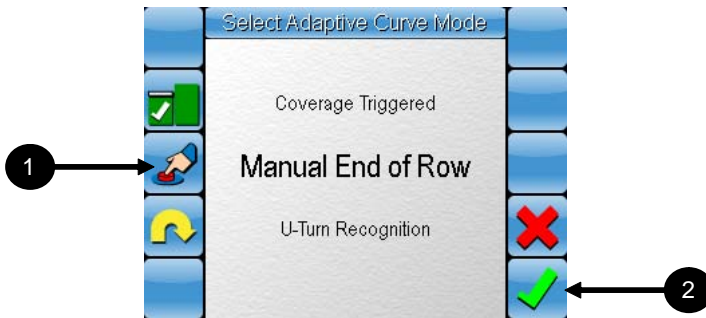 Select Adaptive Curve Mode
Coverage Triggered
1
Manual End of Row
U-Turn Recognition
2